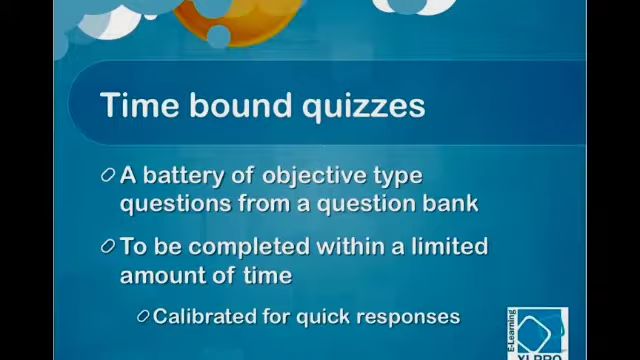 Time bound quizzes
A battery of objective type
questions from a question bank
To be completed within a limited
amount of time
Calibrated for quick responses
E-Learning
XLPRO